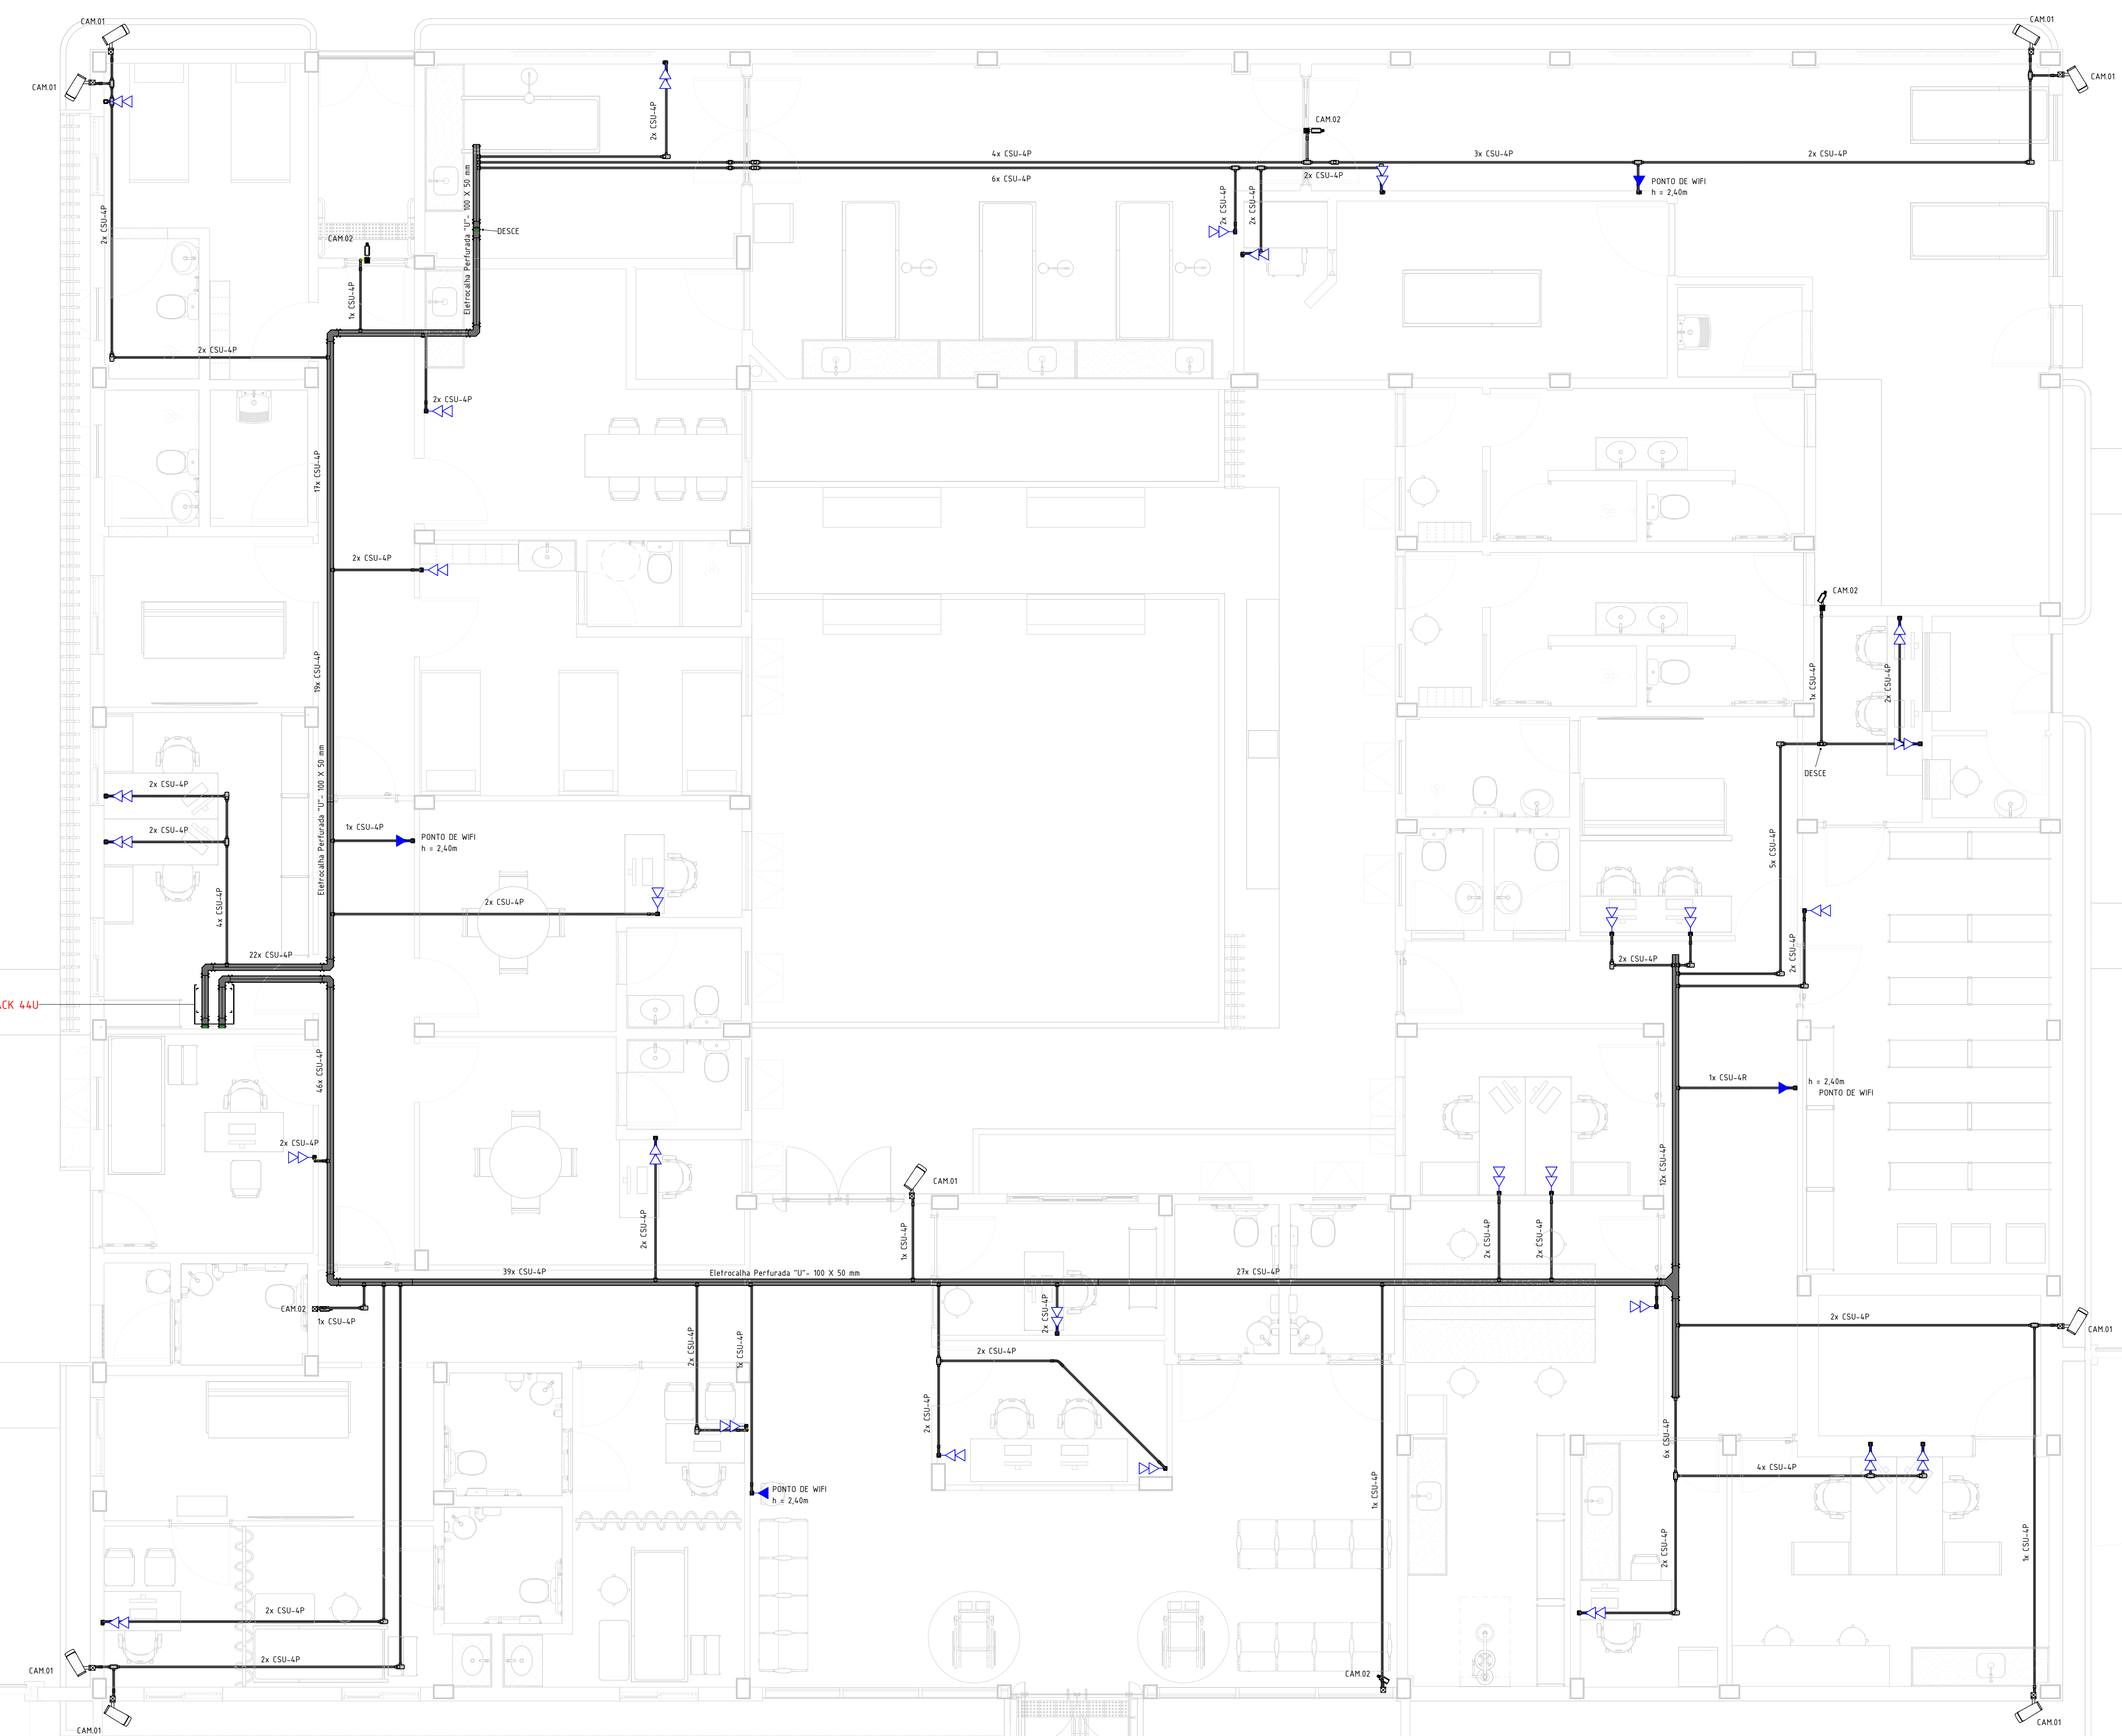 CAM.01
CAM.01
CAM.01
CAM.01
CAM.02
2x CSU-4P
4x CSU-4P
3x CSU-4P
2x CSU-4P
6x CSU-4P
2x CSU-4P
PONTO DE WIFI
h = 2,40m
2x CSU-4P
2x CSU-4P
2x CSU-4P
Eletrocalha Perfurada "U"- 100 X 50 mm
DESCE
CAM.02
1x CSU-4P
2x CSU-4P
2x CSU-4P
17x CSU-4P
2x CSU-4P
CAM.02
19x CSU-4P
1x CSU-4P
2x CSU-4P
DESCE
Eletrocalha Perfurada "U"- 100 X 50 mm
2x CSU-4P
2x CSU-4P
1x CSU-4P
PONTO DE WIFI
h = 2,40m
5x CSU-4P
4x CSU-4P
2x CSU-4P
22x CSU-4P
2x CSU-4P
2x CSU-4P
ACK 44U
46x CSU-4P
1x CSU-4R
h = 2,40m
PONTO DE WIFI
2x CSU-4P
12x CSU-4P
CAM.01
2x CSU-4P
1x CSU-4P
2x CSU-4P
2x CSU-4P
39x CSU-4P
Eletrocalha Perfurada "U"- 100 X 50 mm
27x CSU-4P
CAM.02
1x CSU-4P
2x CSU-4P
2x CSU-4P
CAM.01
2x CSU-4P
1x CSU-4P
2x CSU-4P
2x CSU-4P
6x CSU-4P
4x CSU-4P
PONTO DE WIFI
h = 2,40m
1x CSU-4P
2x CSU-4P
1x CSU-4P
2x CSU-4P
2x CSU-4P
CAM.01
CAM.02
CAM.01
CAM.01